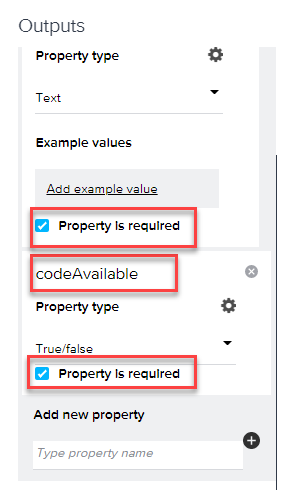 Outputs
Property type
Text
Example values
Add example value
Property is required
codeAvailable
Property type
True/false
Property is required
Add new property
Type property name